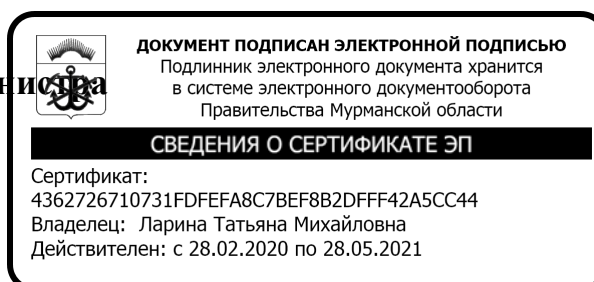 ДОКУМЕНТ ПОДПИСАН ЭЛЕКТРОННОЙ ПОДПИСЬЮ
Подлинник электронного документа хранится
нистра
в системе электронного документооборота
Правительства Мурманской области
СВЕДЕНИЯ О СЕРТИФИКАТЕ ЭП
Сертификат:
4362726710731FDFEFA8C7BEF8B2DFFF42A5CC44
Владелец: Ларина Татьяна Михайловна
Действителен: с 28.02.2020 по 28.05.2021